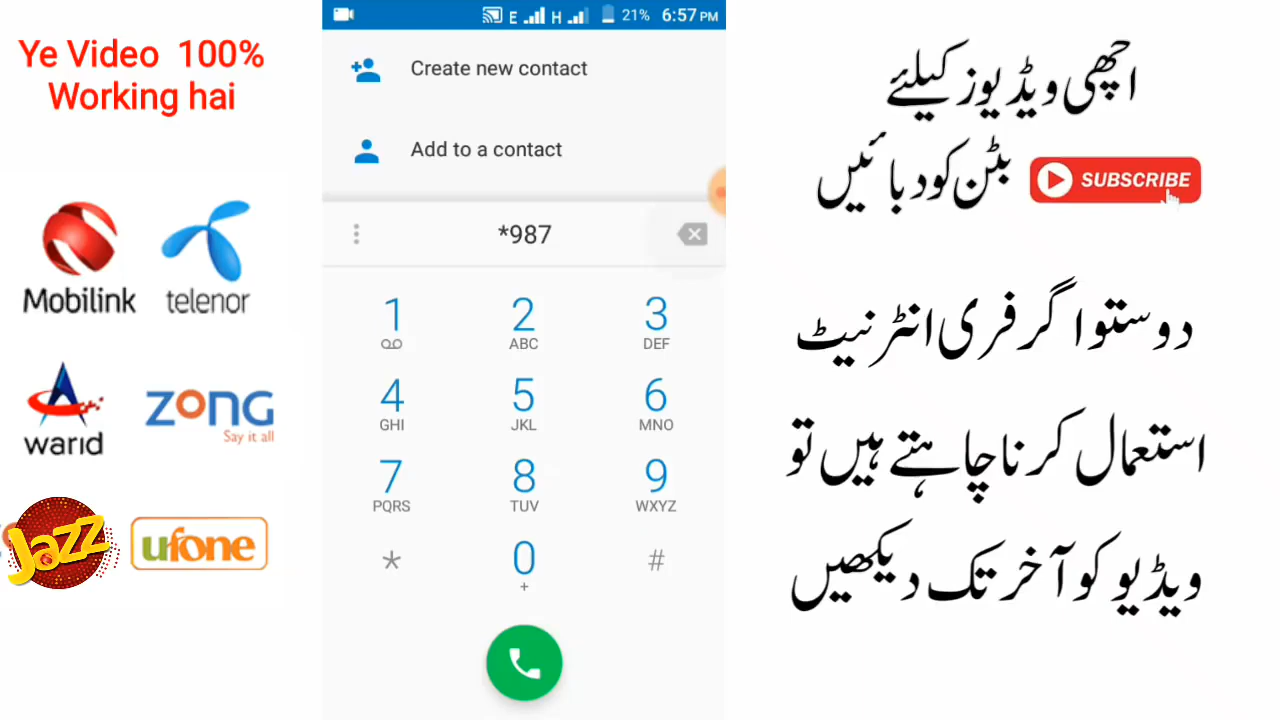 Ye Video 100%
Working hai
Mobilink
telenor
warid
ZONG
Say it all
Jazz
ufone
E H 21% 6:57 PM
Create new contact
Add to a contact
*987
1 2 3
ABC DEF
4 5 6
GHI JKL MNO
7 8 9
PQRS TUV WXYZ
* 0 #
+
اچھی ویڈیوز کیلئے
بٹن کو دبائیں SUBSCRIBE
دوستو اگر فری انٹرنیٹ
استعمال کرنا چاہتے ہیں تو
ویڈیو کو آخر تک دیکھیں